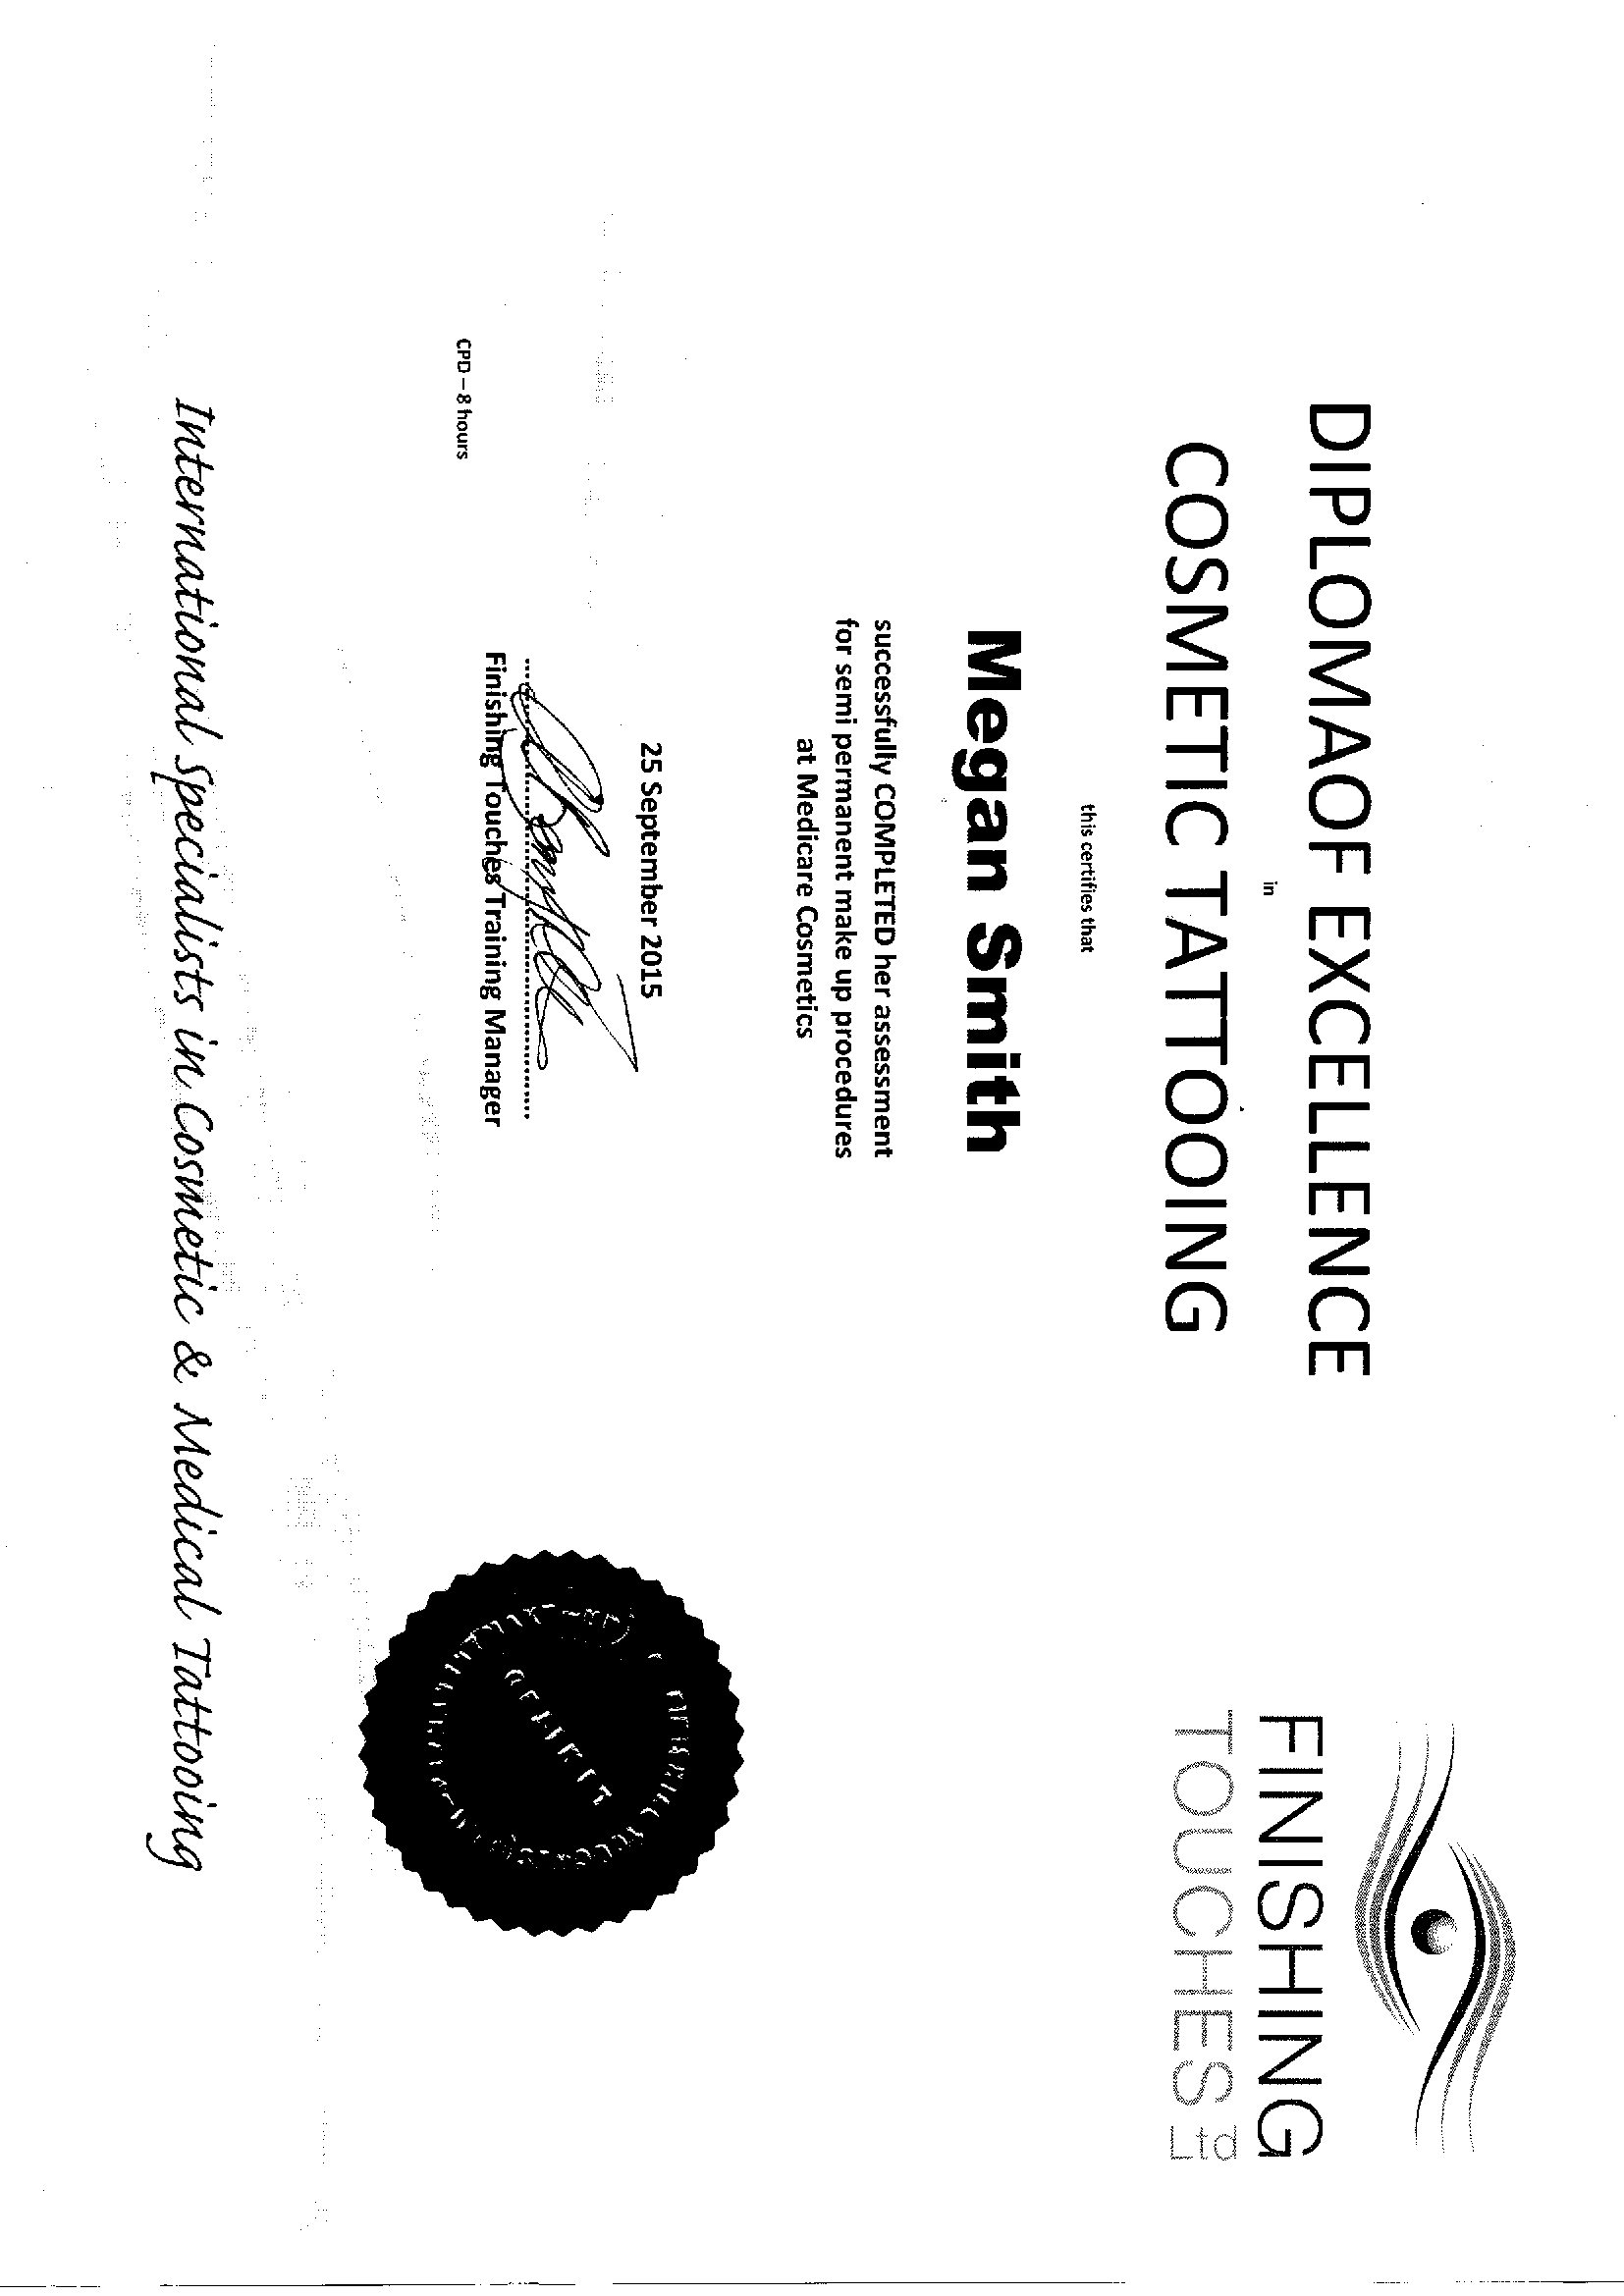 DIPLOMAOF EXCELLENCE
in
COSMETIC TATTOOING
this certifies that
Megan Smith
successfully COMPLETED her assessment
for semi permanent make up procedures
at Medicare Cosmetics
25 September 2015
Finishing Touches Training Manager
CPD – 8 hours
International Specialists in Cosmetic & Medical Tattooing
FINISHING
TOUCHES Ltd